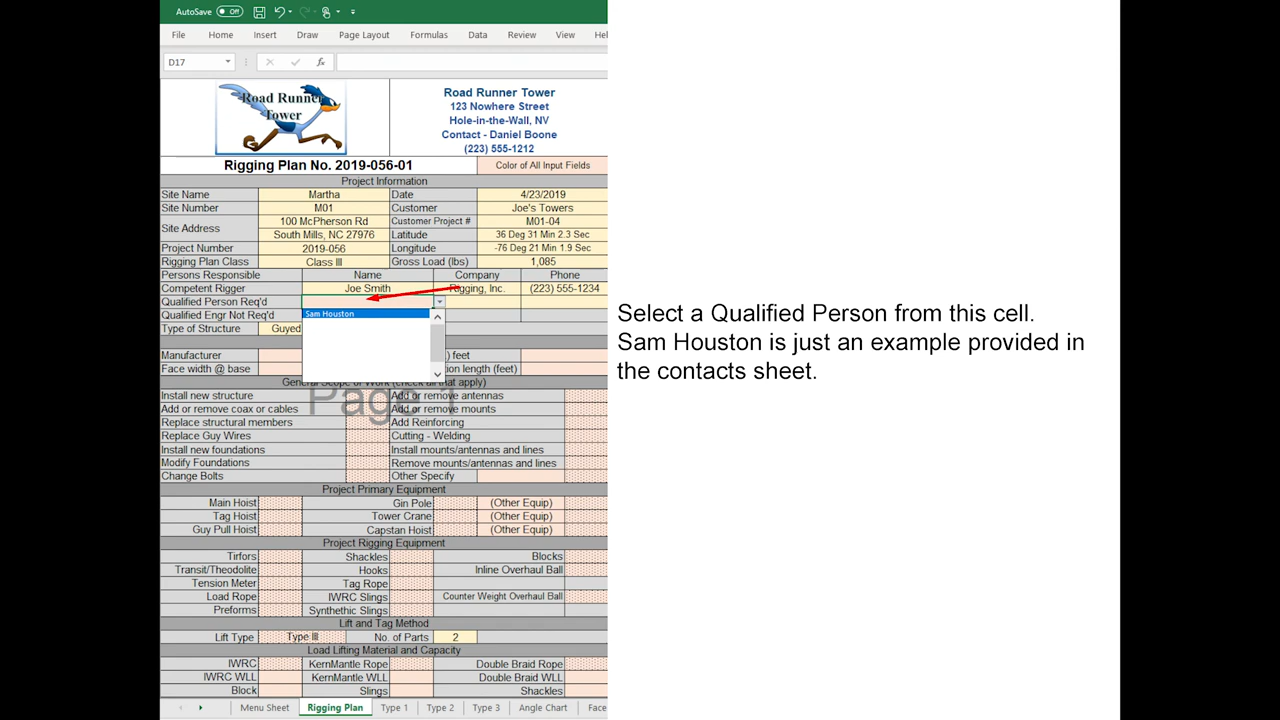 AutoSave Off
File Home Insert Draw Page Layout Formulas Data Review View Hel
D17 fx
Road Runner
Tower
Road Runner Tower
123 Nowhere Street
Hole-in-the-Wall, NV
Contact - Daniel Boone
(223) 555-1212
Rigging Plan No. 2019-056-01 Color of All Input Fields
Project Information
Site Name Martha Date 4/23/2019
Site Number M01 Customer Joe's Towers
Site Address 100 McPherson Rd Customer Project # M01-04
South Mills, NC 27976 Latitude 36 Deg 31 Min 2.3 Sec
Project Number 2019-056 Longitude -76 Deg 21 Min 1.9 Sec
Rigging Plan Class Class III Gross Load (lbs) 1,085
Persons Responsible Name Company Phone
Competent Rigger Joe Smith Rigging, Inc. (223) 555-1234
Qualified Person Req'd
Sam Houston
Qualified Engr Not Req'd
Type of Structure Guyed
Manufacturer ) feet
Face width @ base tion length (feet)
General Scope of Work (check all that apply)
Page 1
Install new structure Add or remove antennas
Add or remove coax or cables Add or remove mounts
Replace structural members Add Reinforcing
Replace Guy Wires Cutting - Welding
Install new foundations Install mounts/antennas and lines
Modify Foundations Remove mounts/antennas and lines
Change Bolts Other Specify
Project Primary Equipment
Main Hoist Gin Pole (Other Equip)
Tag Hoist Tower Crane (Other Equip)
Guy Pull Hoist Capstan Hoist (Other Equip)
Project Rigging Equipment
Tirfors Shackles Blocks
Transit/Theodolite Hooks Inline Overhaul Ball
Tension Meter Tag Rope
Load Rope IWRC Slings Counter Weight Overhaul Ball
Preforms Synthethic Slings
Lift and Tag Method
Lift Type Type III No. of Parts 2
Load Lifting Material and Capacity
IWRC KernMantle Rope Double Braid Rope
IWRC WLL KernMantle WLL Double Braid WLL
Block Slings Shackles
Menu Sheet Rigging Plan Type 1 Type 2 Type 3 Angle Chart Face
Select a Qualified Person from this cell.
Sam Houston is just an example provided in
the contacts sheet.